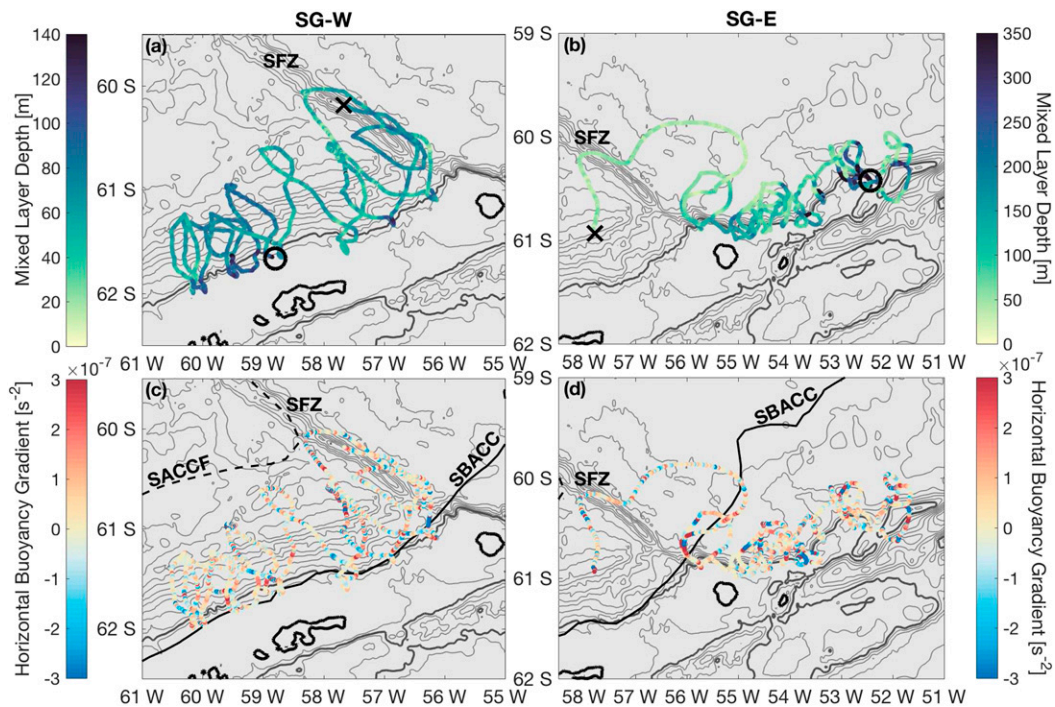 SG-W
SG-E
Mixed Layer Depth [m]
140
120
100
80
60
40
20
0
(a)
SFZ
60 S
61 S
62 S
61 W 60 W 59 W 58 W 57 W 56 W 55 W
(b)
SFZ
59 S
60 S
61 S
62 S
58 W 57 W 56 W 55 W 54 W 53 W 52 W 51 W
350
300
250
200
150
100
50
0
Mixed Layer Depth [m]
×10⁻⁷
3
2
1
0
-1
-2
-3
Horizontal Buoyancy Gradient [s⁻²]
(c)
SFZ
SACCF
SBACC
60 S
61 S
62 S
61 W 60 W 59 W 58 W 57 W 56 W 55 W
(d)
SFZ
SBACC
59 S
60 S
61 S
62 S
58 W 57 W 56 W 55 W 54 W 53 W 52 W 51 W
×10⁻⁷
3
2
1
0
-1
-2
-3
Horizontal Buoyancy Gradient [s⁻²]